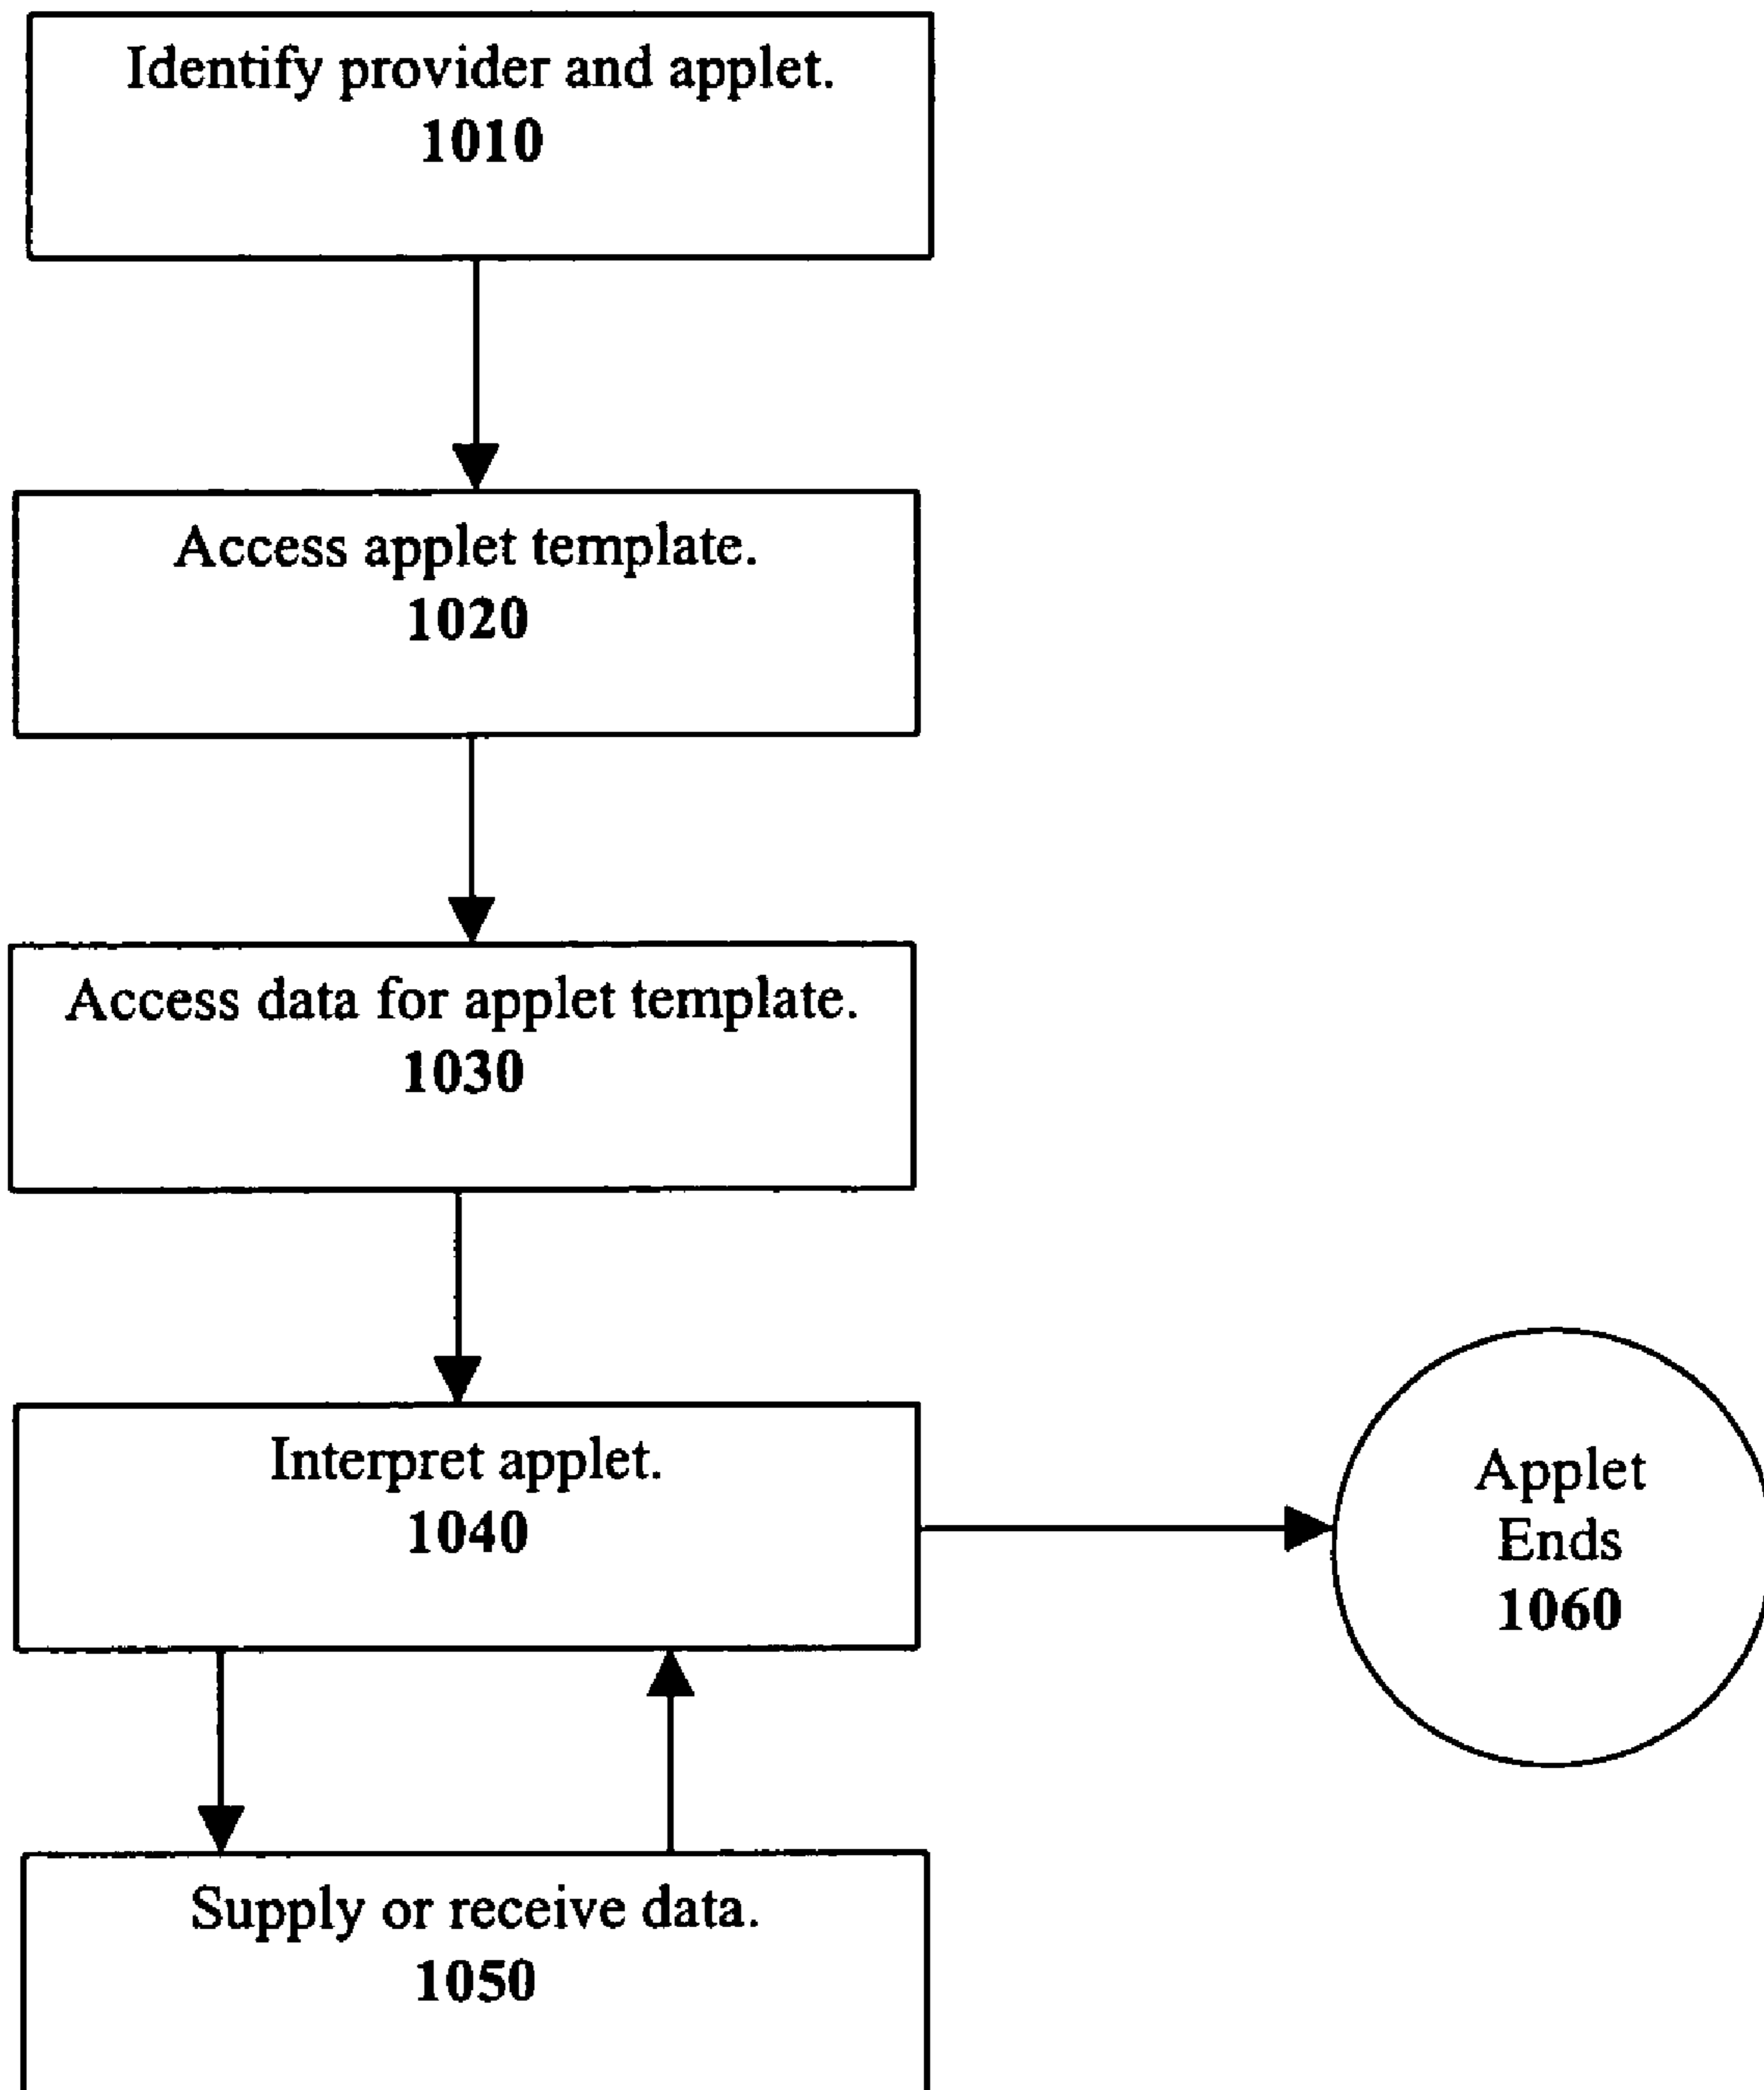 Identify provider and applet.
1010
Access applet template.
1020
Access data for applet template.
1030
Interpret applet.
1040
Applet
Ends
1060
Supply or receive data.
1050